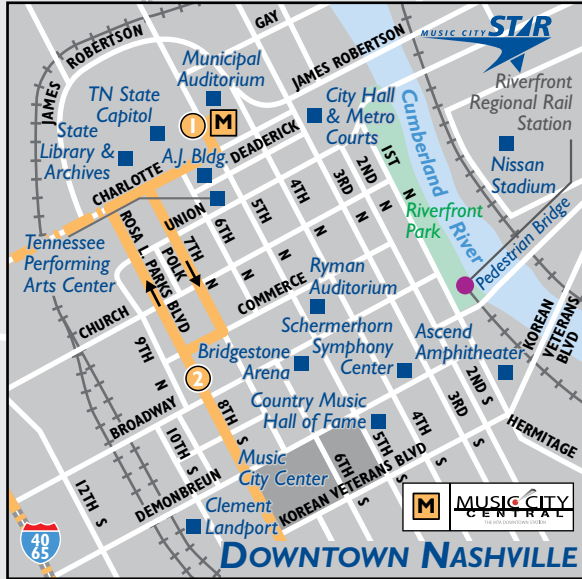 MUSIC CITY STAR
GAY
ROBERTSON
JAMES
JAMES ROBERTSON
Municipal
Auditorium
TN State
Capitol
1
M
City Hall
& Metro
Courts
Riverfront
Regional Rail
Station
State
Library &
Archives
A.J. Bldg.
DEADERICK
Cumberland
River
Nissan
Stadium
CHARLOTTE
1ST N
2ND N
3RD N
4TH N
5TH N
6TH N
UNION
Riverfront
Park
Pedestrian Bridge
Tennessee
Performing
Arts Center
ROSA L. PARKS BLVD
POLK
7TH N
COMMERCE
Ryman
Auditorium
CHURCH
Schermerhorn
Symphony
Center
Ascend
Amphitheater
KOREAN
VETERANS BLVD
9TH N
Bridgestone
Arena
2
BROADWAY
8TH S
Country Music
Hall of Fame
2ND S
3RD S
4TH S
5TH S
6TH S
HERMITAGE
10TH S
Music
City Center
KOREAN VETERANS BLVD
12TH S
DEMONBREUN
Clement
Landport
M
MUSIC CITY
CENTRAL
THE MTA DOWNTOWN STATION
40
65
DOWNTOWN NASHVILLE